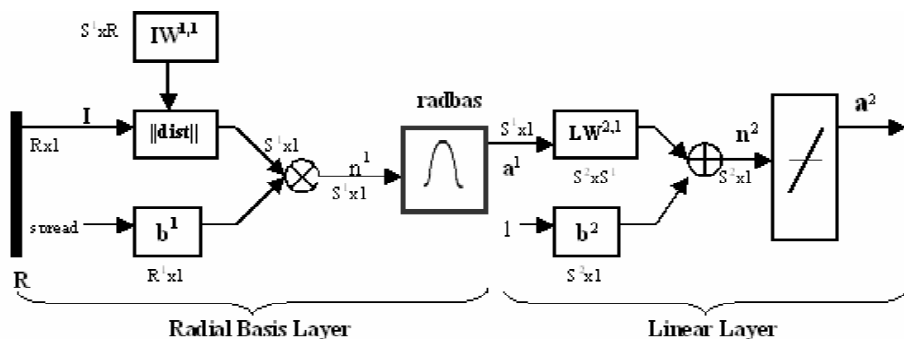 S¹xR
IW¹,¹
radbas
I
||dist||
Rx1
S¹x1
n¹
S¹x1
S¹x1
a¹
LW²,¹
S²xS¹
n²
S²x1
a²
spread
b¹
R¹x1
1
b²
S²x1
R
Radial Basis Layer
Linear Layer